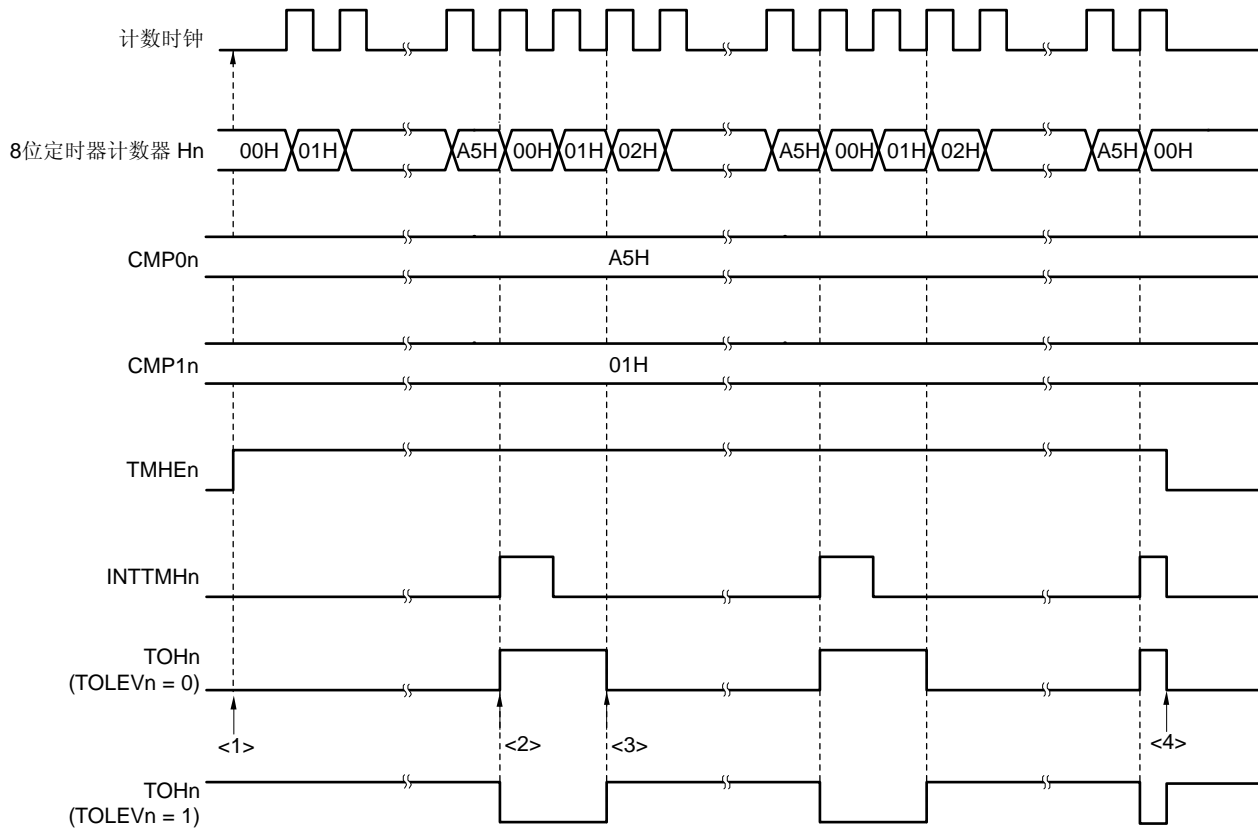 计数时钟
8位定时器计数器 Hn
00H 01H A5H 00H 01H 02H A5H 00H 01H 02H A5H 00H
CMP0n
A5H
CMP1n
01H
TMHEn
INTTMHn
TOHn
(TOLEVn = 0)
<1> <2> <3> <4>
TOHn
(TOLEVn = 1)